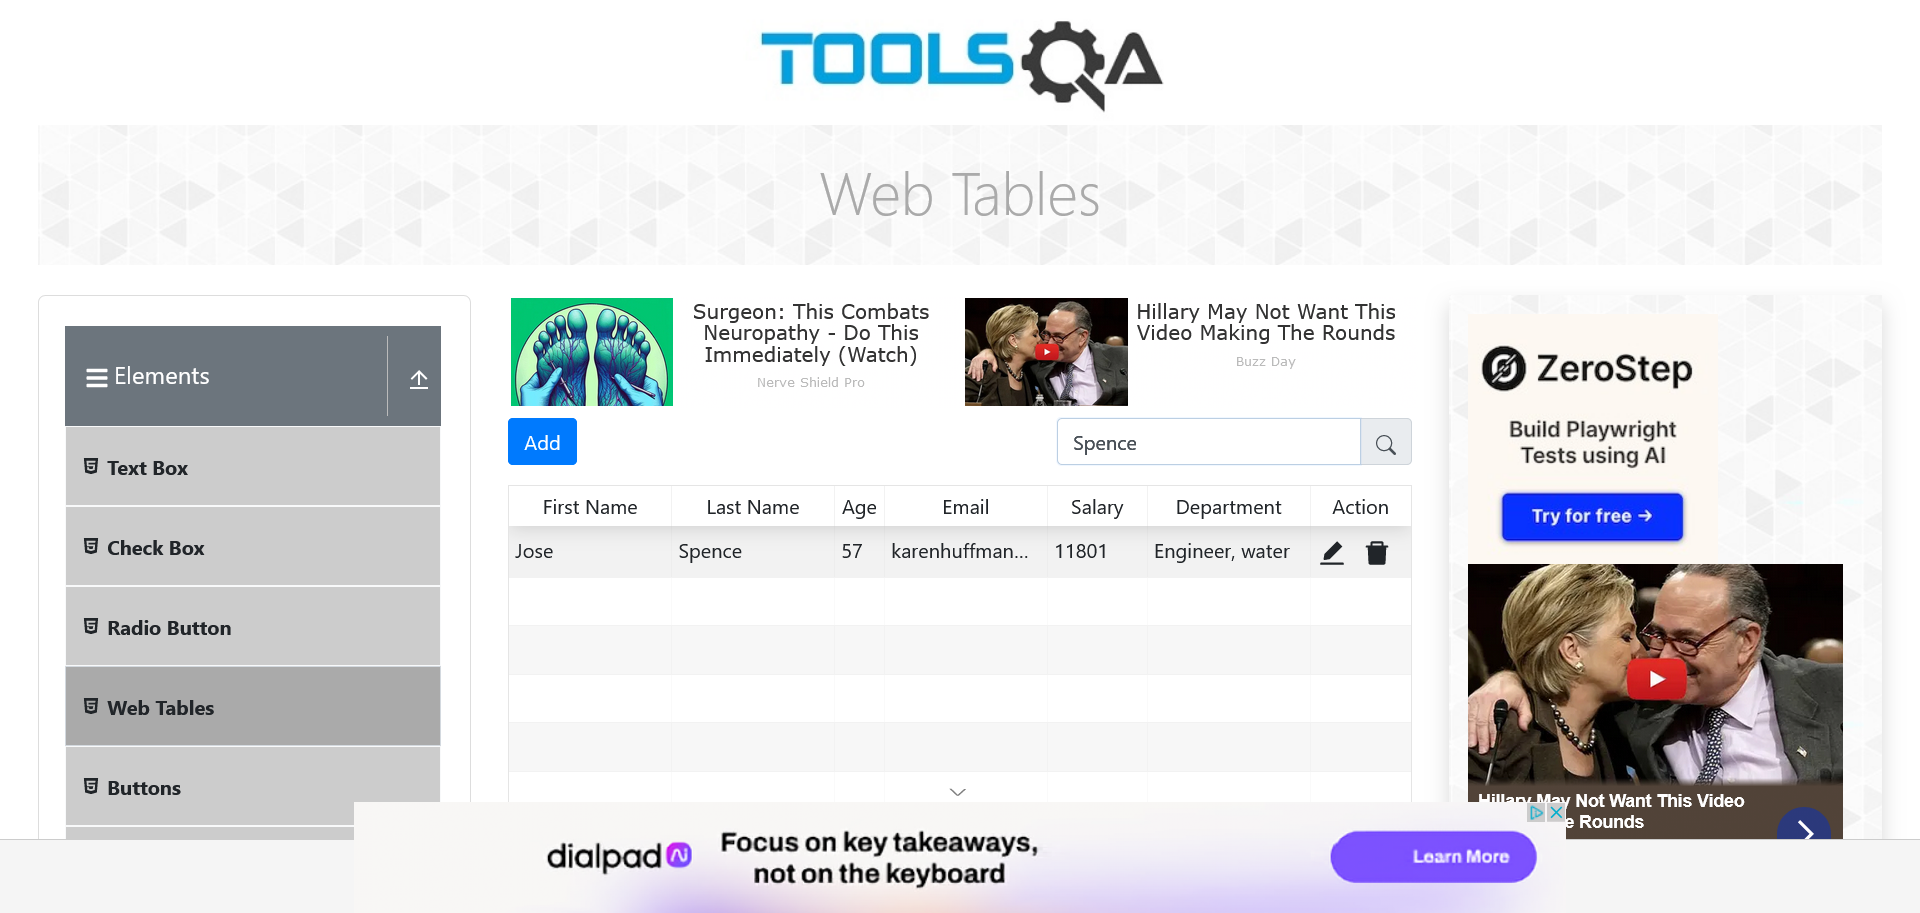 TOOLSQA
Web Tables
Elements
Text Box
Check Box
Radio Button
Web Tables
Buttons
Surgeon: This Combats
Neuropathy - Do This
Immediately (Watch)
Nerve Shield Pro
Hillary May Not Want This
Video Making The Rounds
Buzz Day
Add
Spence
First Name Last Name Age Email Salary Department Action
Jose Spence 57 karenhuffman... 11801 Engineer, water
ZeroStep
Build Playwright
Tests using AI
Try for free →
Hillary May Not Want This Video
e Rounds
dialpad Ai
Focus on key takeaways,
not on the keyboard
Learn More